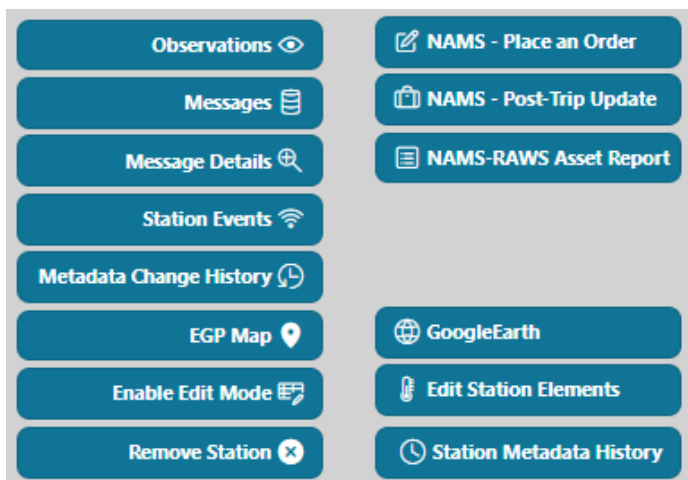 Observations
Messages
Message Details
Station Events
Metadata Change History
EGP Map
Enable Edit Mode
Remove Station
NAMS - Place an Order
NAMS - Post-Trip Update
NAMS-RAWS Asset Report
GoogleEarth
Edit Station Elements
Station Metadata History